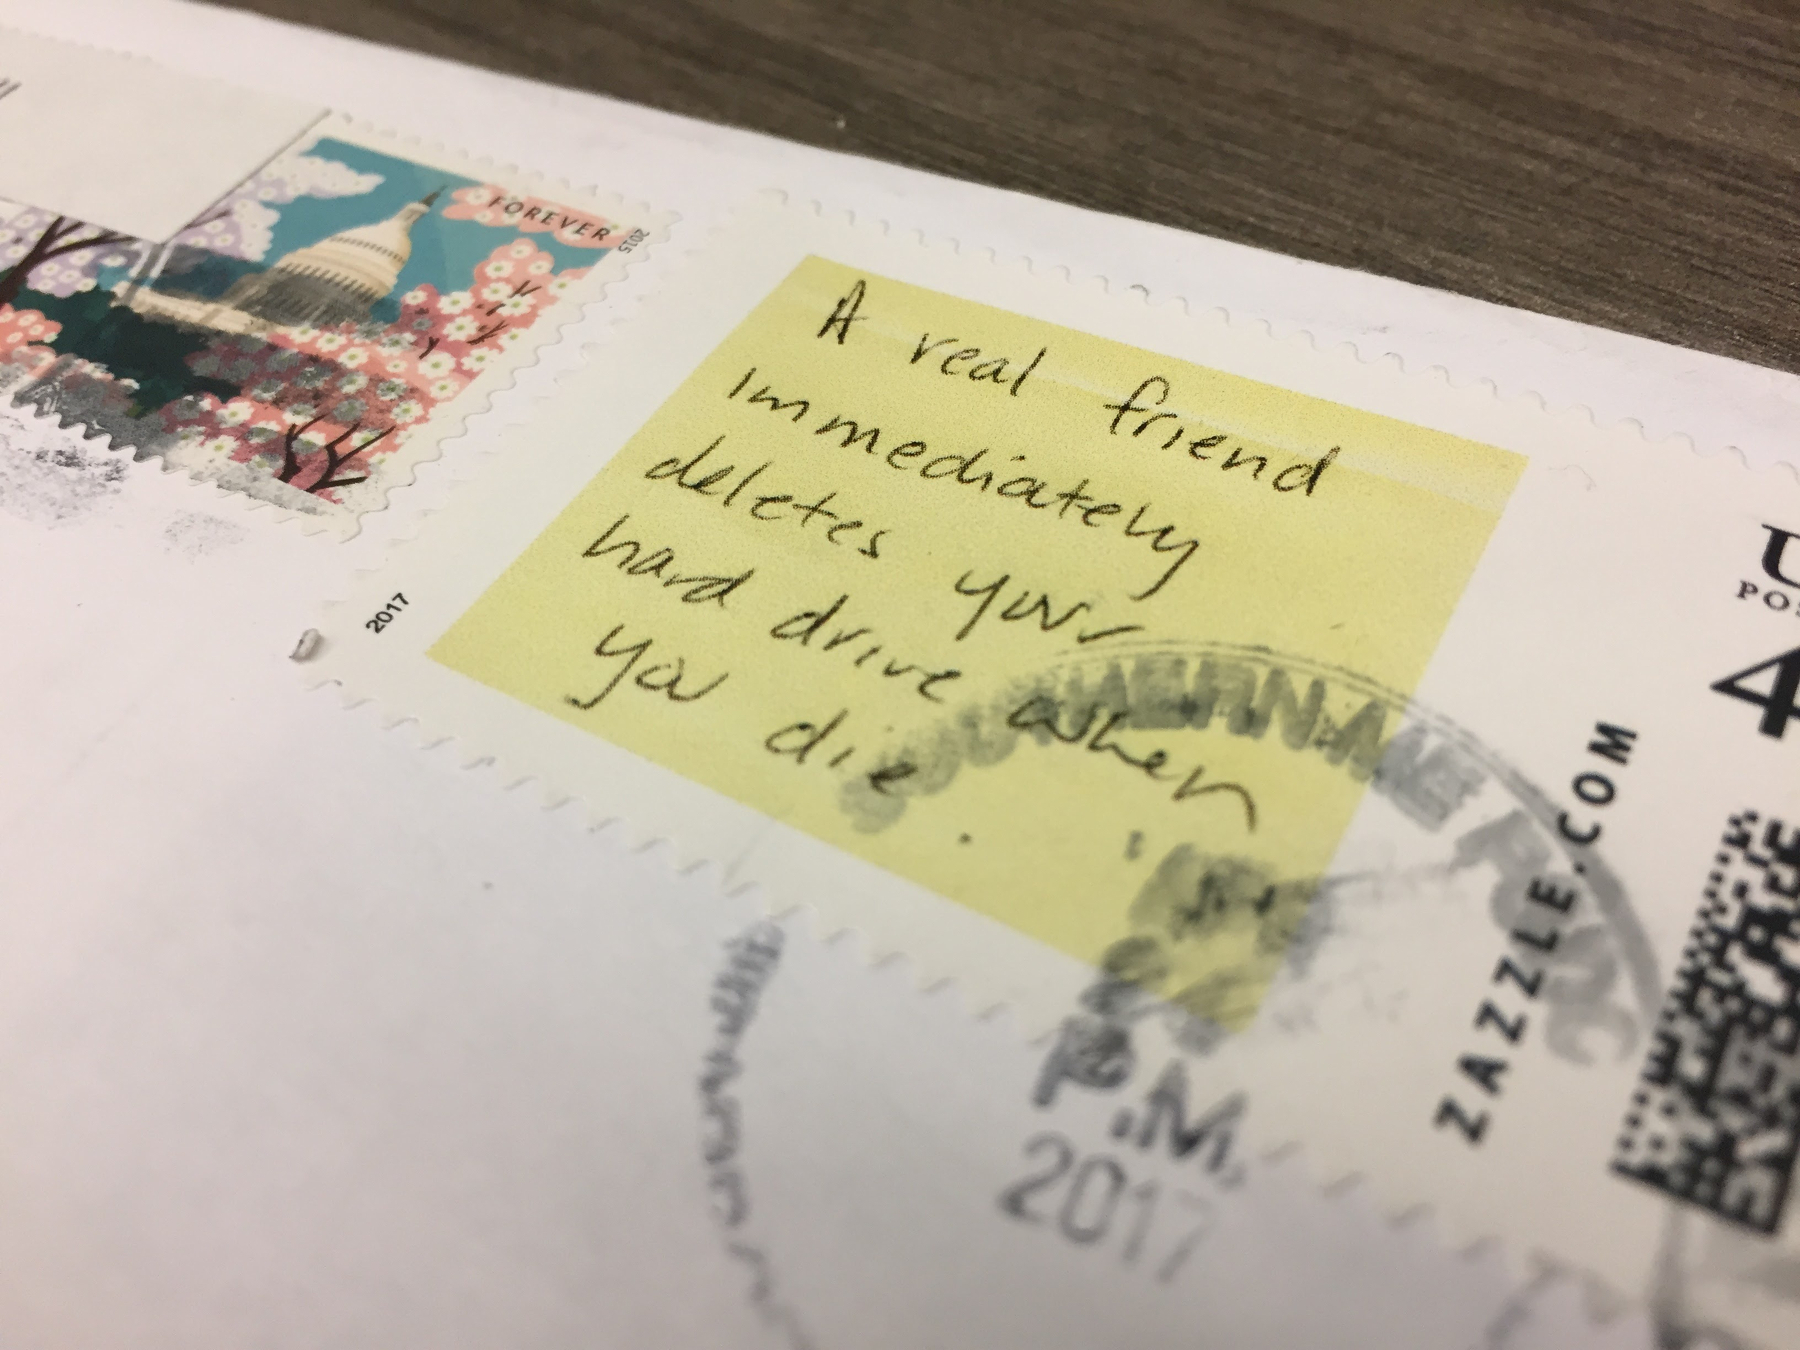 FOREVER
2015
A real friend
immediately
deletes your
hard drive when
you die.
2017
ZAZZLE.COM
P.M.
2017